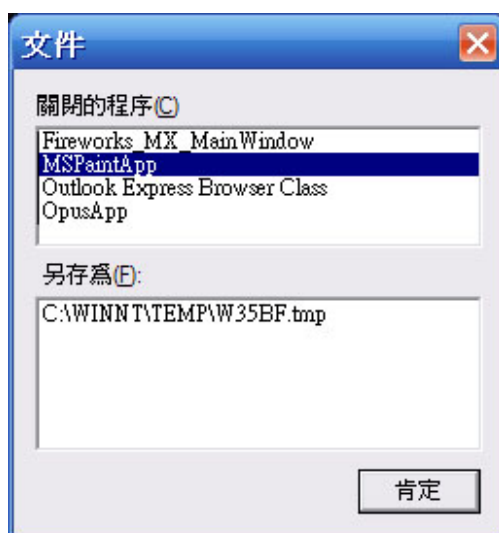 文件
關閉的程序(C)
Fireworks_MX_MainWindow
MSPaintApp
Outlook Express Browser Class
OpusApp
另存爲(F):
C:\WINNT\TEMP\W35BF.tmp
肯定